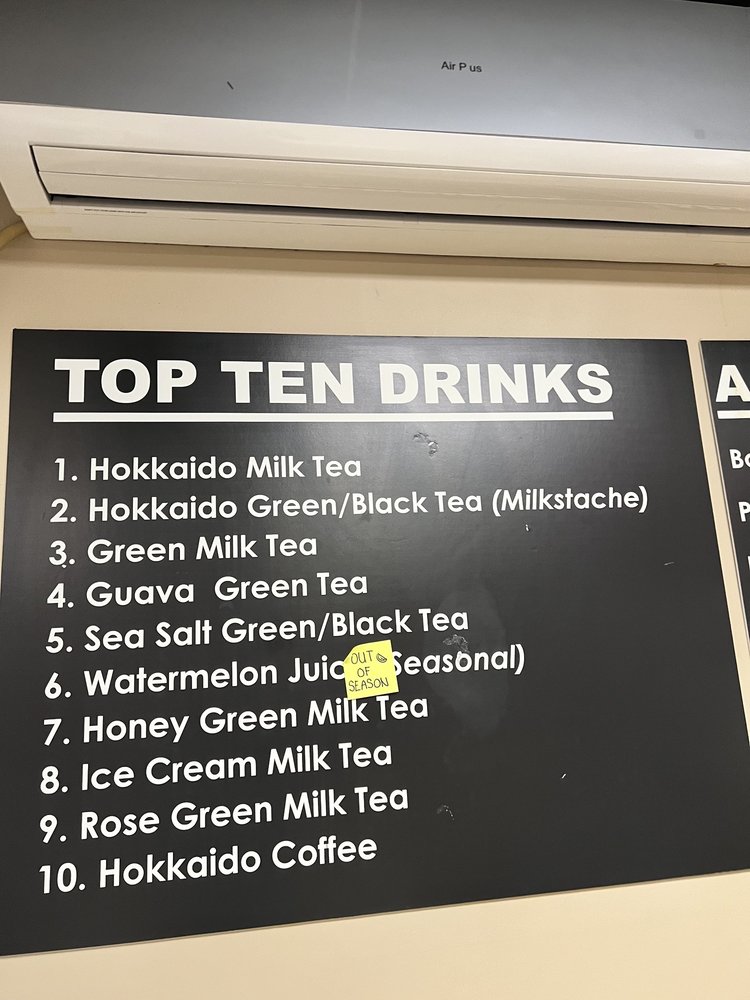 Air P us
TOP TEN DRINKS
1. Hokkaido Milk Tea
2. Hokkaido Green/Black Tea (Milkstache)
3. Green Milk Tea
4. Guava Green Tea
5. Sea Salt Green/Black Tea
6. Watermelon Juic Seasonal)
OUT
OF
SEASON
7. Honey Green Milk Tea
8. Ice Cream Milk Tea
9. Rose Green Milk Tea
10. Hokkaido Coffee
A